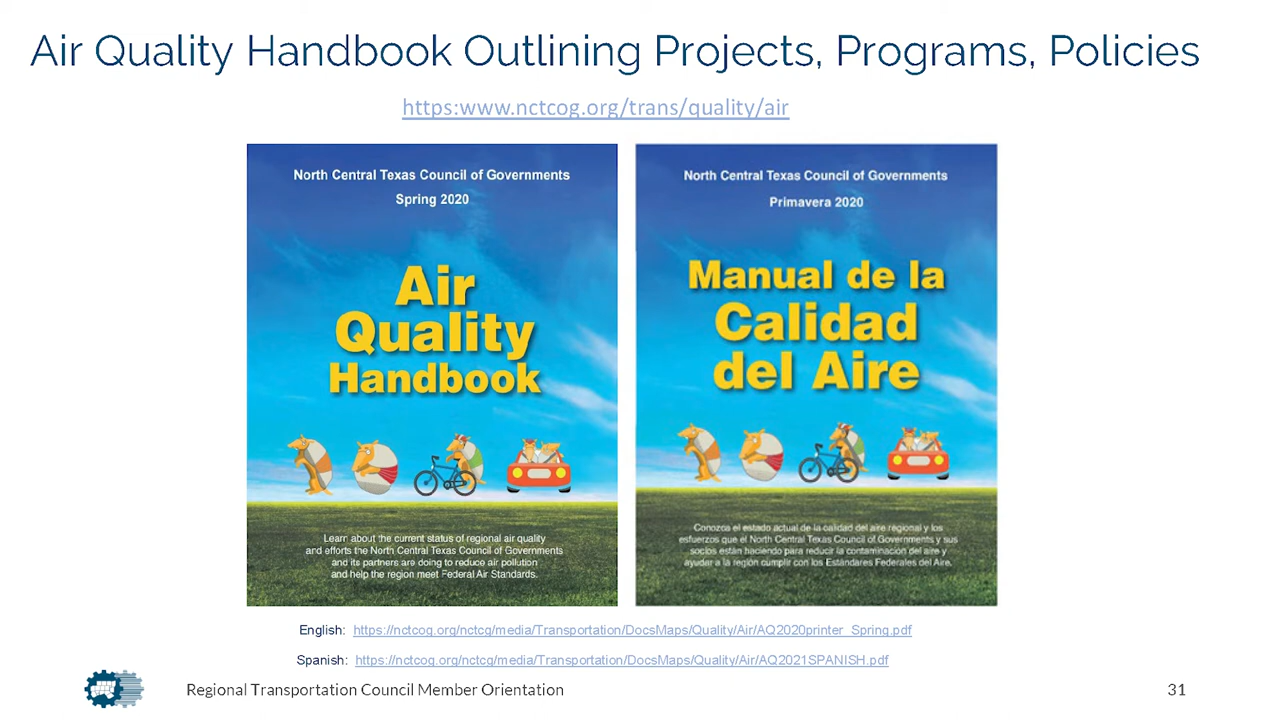 Air Quality Handbook Outlining Projects, Programs, Policies
https:www.nctcog.org/trans/quality/air
North Central Texas Council of Governments
Spring 2020
Air
Quality
Handbook
Learn about the current status of regional air quality
and efforts the North Central Texas Council of Governments
and its partners are doing to reduce air pollution
and help the region meet Federal Air Standards.
North Central Texas Council of Governments
Primavera 2020
Manual de la
Calidad
del Aire
Conozca el estado actual de la calidad del aire regional y los
esfuerzos que el North Central Texas Council of Governments y sus
socios están haciendo para reducir la contaminación del aire y
ayudar a la región cumplir con los Estándares Federales del Aire.
English: https://nctcog.org/nctcg/media/Transportation/DocsMaps/Quality/Air/AQ2020printer_Spring.pdf
Spanish: https://nctcog.org/nctcg/media/Transportation/DocsMaps/Quality/Air/AQ2021SPANISH.pdf
Regional Transportation Council Member Orientation
31